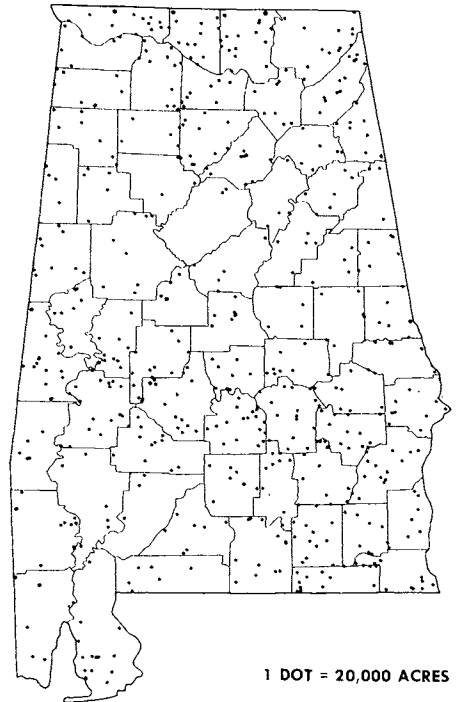 1 DOT = 20,000 ACRES